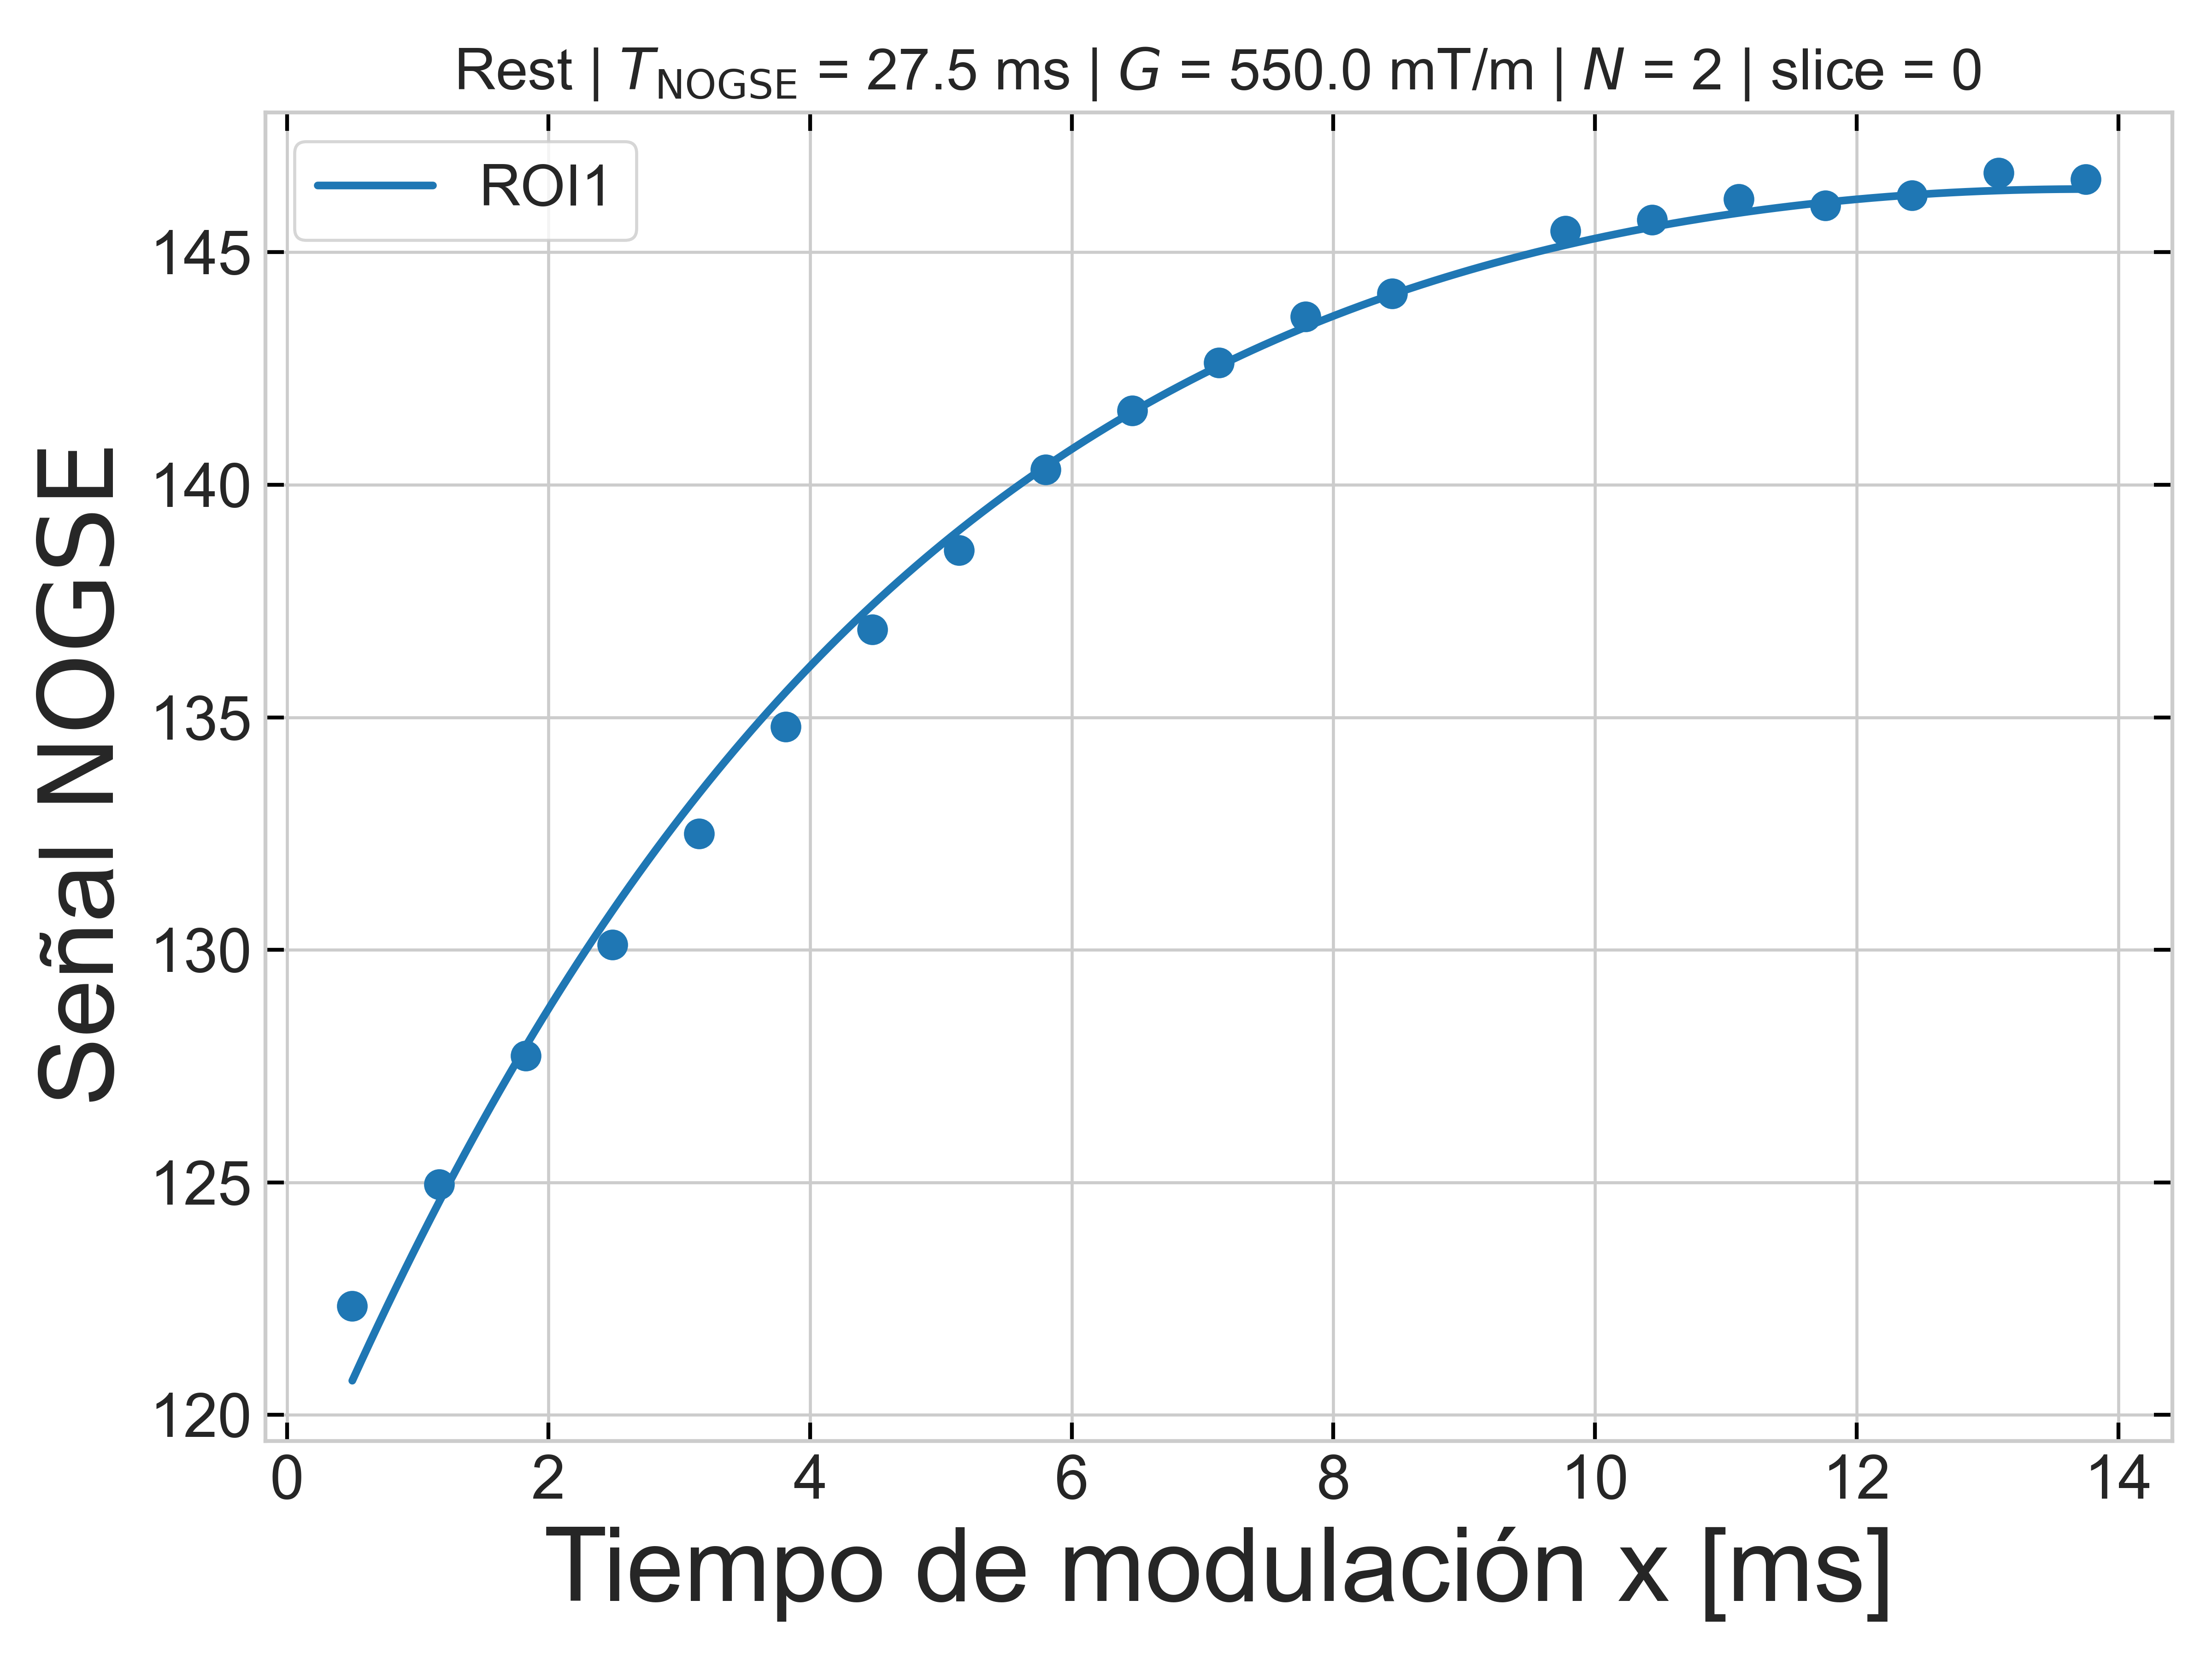 Rest | T_NOGSE = 27.5 ms | G = 550.0 mT/m | N = 2 | slice = 0
ROI1
Señal NOGSE
145
140
135
130
125
120
0 2 4 6 8 10 12 14
Tiempo de modulación x [ms]